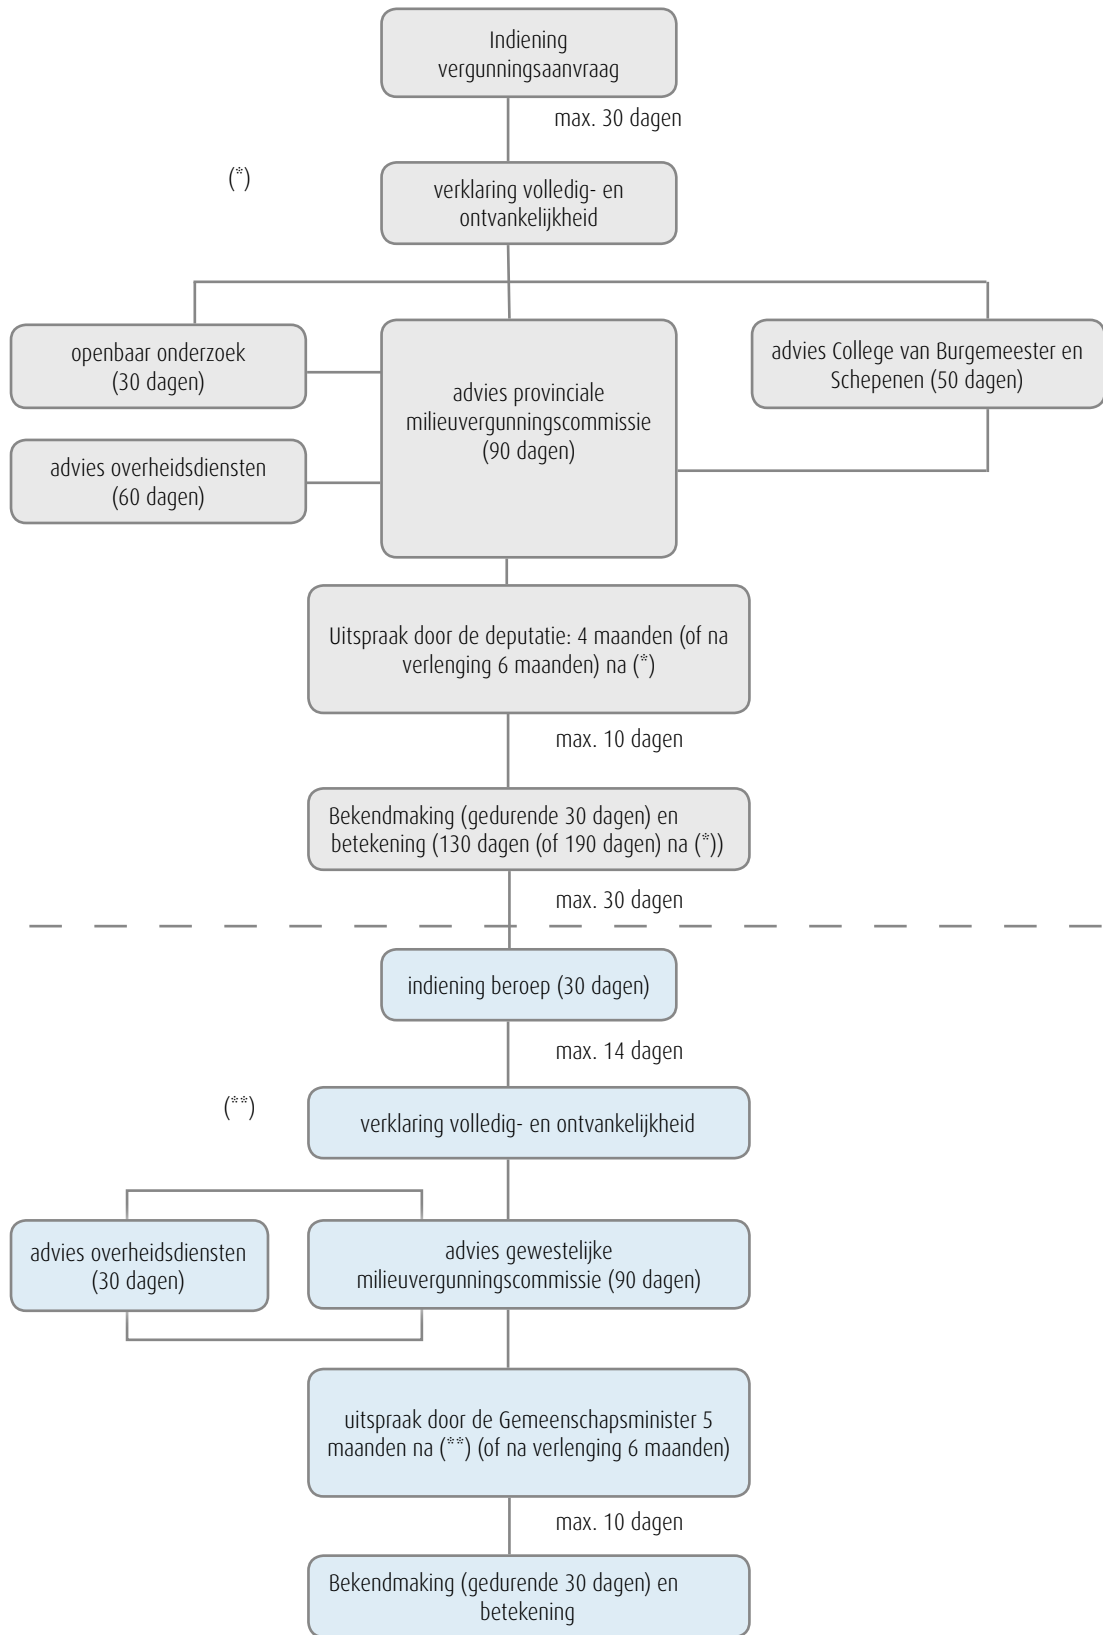 Indiening
vergunningsaanvraag
max. 30 dagen
(*)
verklaring volledig- en
ontvankelijkheid
openbaar onderzoek
(30 dagen)
advies College van Burgemeester en
Schepenen (50 dagen)
advies provinciale
milieuvergunningscommissie
(90 dagen)
advies overheidsdiensten
(60 dagen)
Uitspraak door de deputatie: 4 maanden (of na
verlenging 6 maanden) na (*)
max. 10 dagen
Bekendmaking (gedurende 30 dagen) en
betekening (130 dagen (of 190 dagen) na (*))
max. 30 dagen
indiening beroep (30 dagen)
max. 14 dagen
(**)
verklaring volledig- en ontvankelijkheid
advies overheidsdiensten
(30 dagen)
advies gewestelijke
milieuvergunningscommissie (90 dagen)
uitspraak door de Gemeenschapsminister 5
maanden na (**) (of na verlenging 6 maanden)
max. 10 dagen
Bekendmaking (gedurende 30 dagen) en
betekening